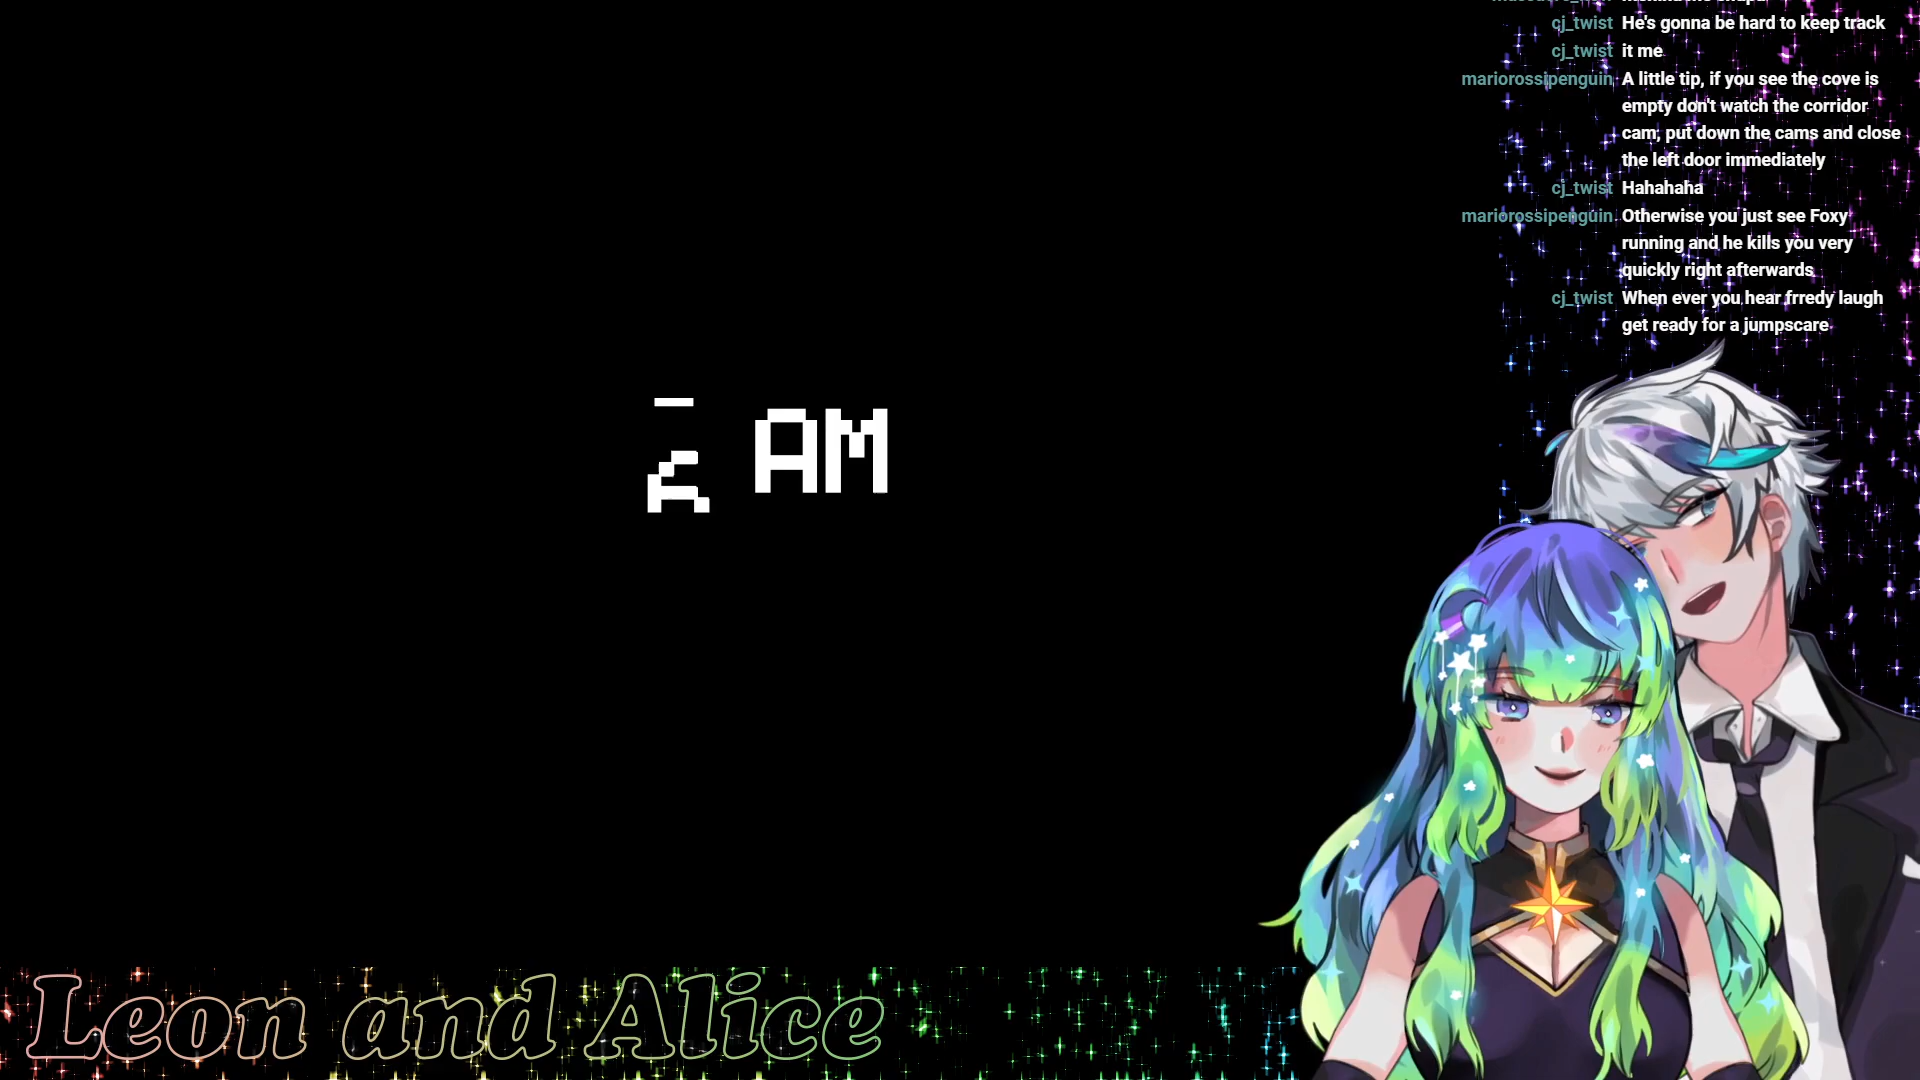 cj_twist He's gonna be hard to keep track
cj_twist it me
mariorossipenguin A little tip, if you see the cove is
empty don't watch the corridor
cam, put down the cams and close
the left door immediately
cj_twist Hahahaha
mariorossipenguin Otherwise you just see Foxy
running and he kills you very
quickly right afterwards
cj_twist When ever you hear frredy laugh
get ready for a jumpscare
AM
Leon and Alice